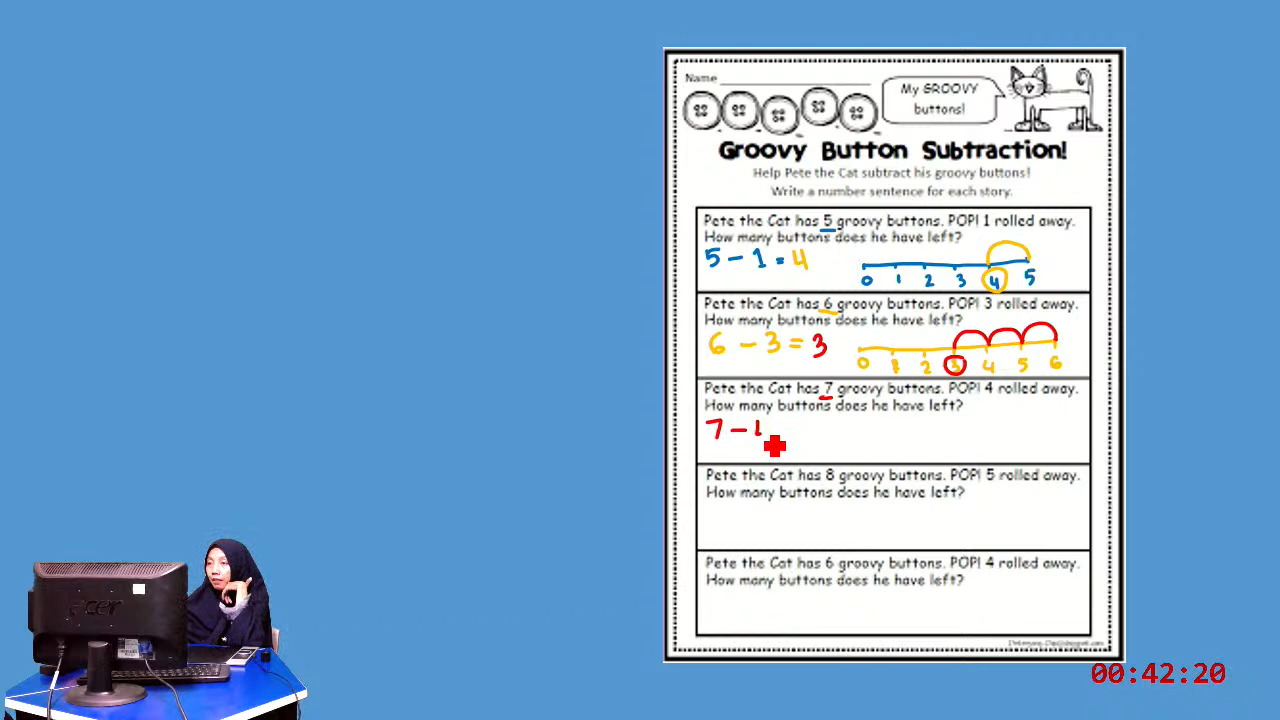 Name
My GROOVY
buttons!
Groovy Button Subtraction!
Help Pete the Cat subtract his groovy buttons!
Write a number sentence for each story.
Pete the Cat has 5 groovy buttons. POP! 1 rolled away.
How many buttons does he have left?
5 - 1 = 4
0 1 2 3 4 5
Pete the Cat has 6 groovy buttons. POP! 3 rolled away.
How many buttons does he have left?
6 - 3 = 3
0 1 2 3 4 5 6
Pete the Cat has 7 groovy buttons. POP! 4 rolled away.
How many buttons does he have left?
7 -
Pete the Cat has 8 groovy buttons. POP! 5 rolled away.
How many buttons does he have left?
Pete the Cat has 6 groovy buttons. POP! 4 rolled away.
How many buttons does he have left?
acer
00:42:20